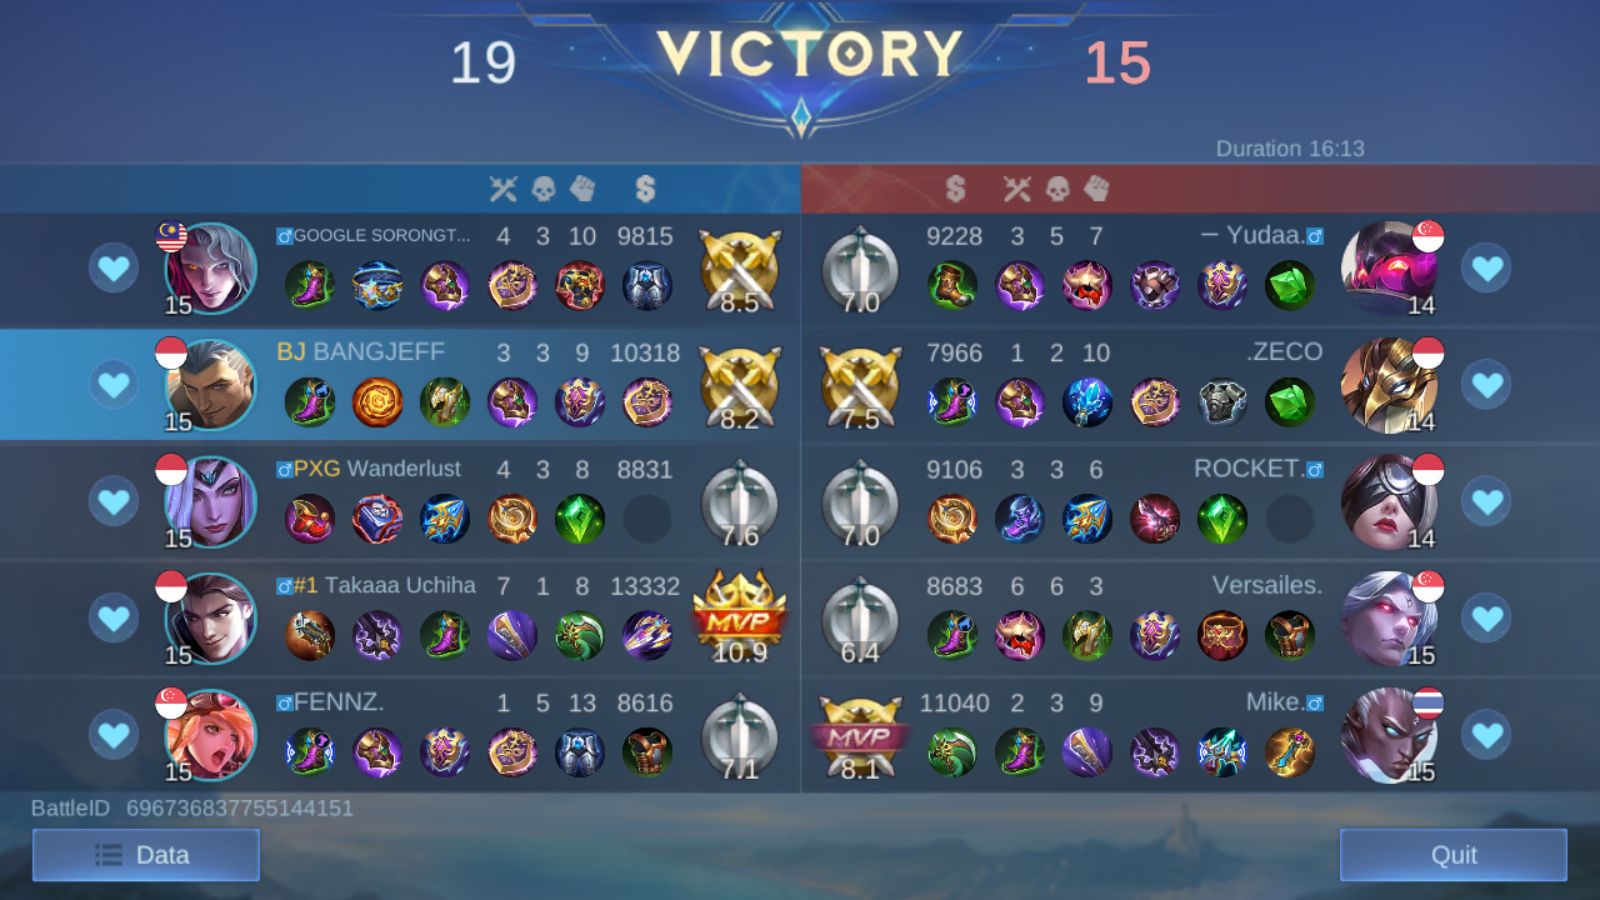 19 VICTORY 15
Duration 16:13
GOOGLE SORONGT... 4 3 10 9815
15 8.5
9228 3 5 7 — Yudaa.
7.0 14
BJ BANGJEFF 3 3 9 10318
15 8.2
7966 1 2 10 .ZECO
7.5 14
PXG Wanderlust 4 3 8 8831
15 7.6
9106 3 3 6 ROCKET.
7.0 14
#1 Takaaa Uchiha 7 1 8 13332
MVP
15 10.9
8683 6 6 3 Versailes.
6.4 15
FENNZ. 1 5 13 8616
15 7.1
11040 2 3 9 Mike.
MVP
8.1 15
BattleID 696736837755144151
Data
Quit